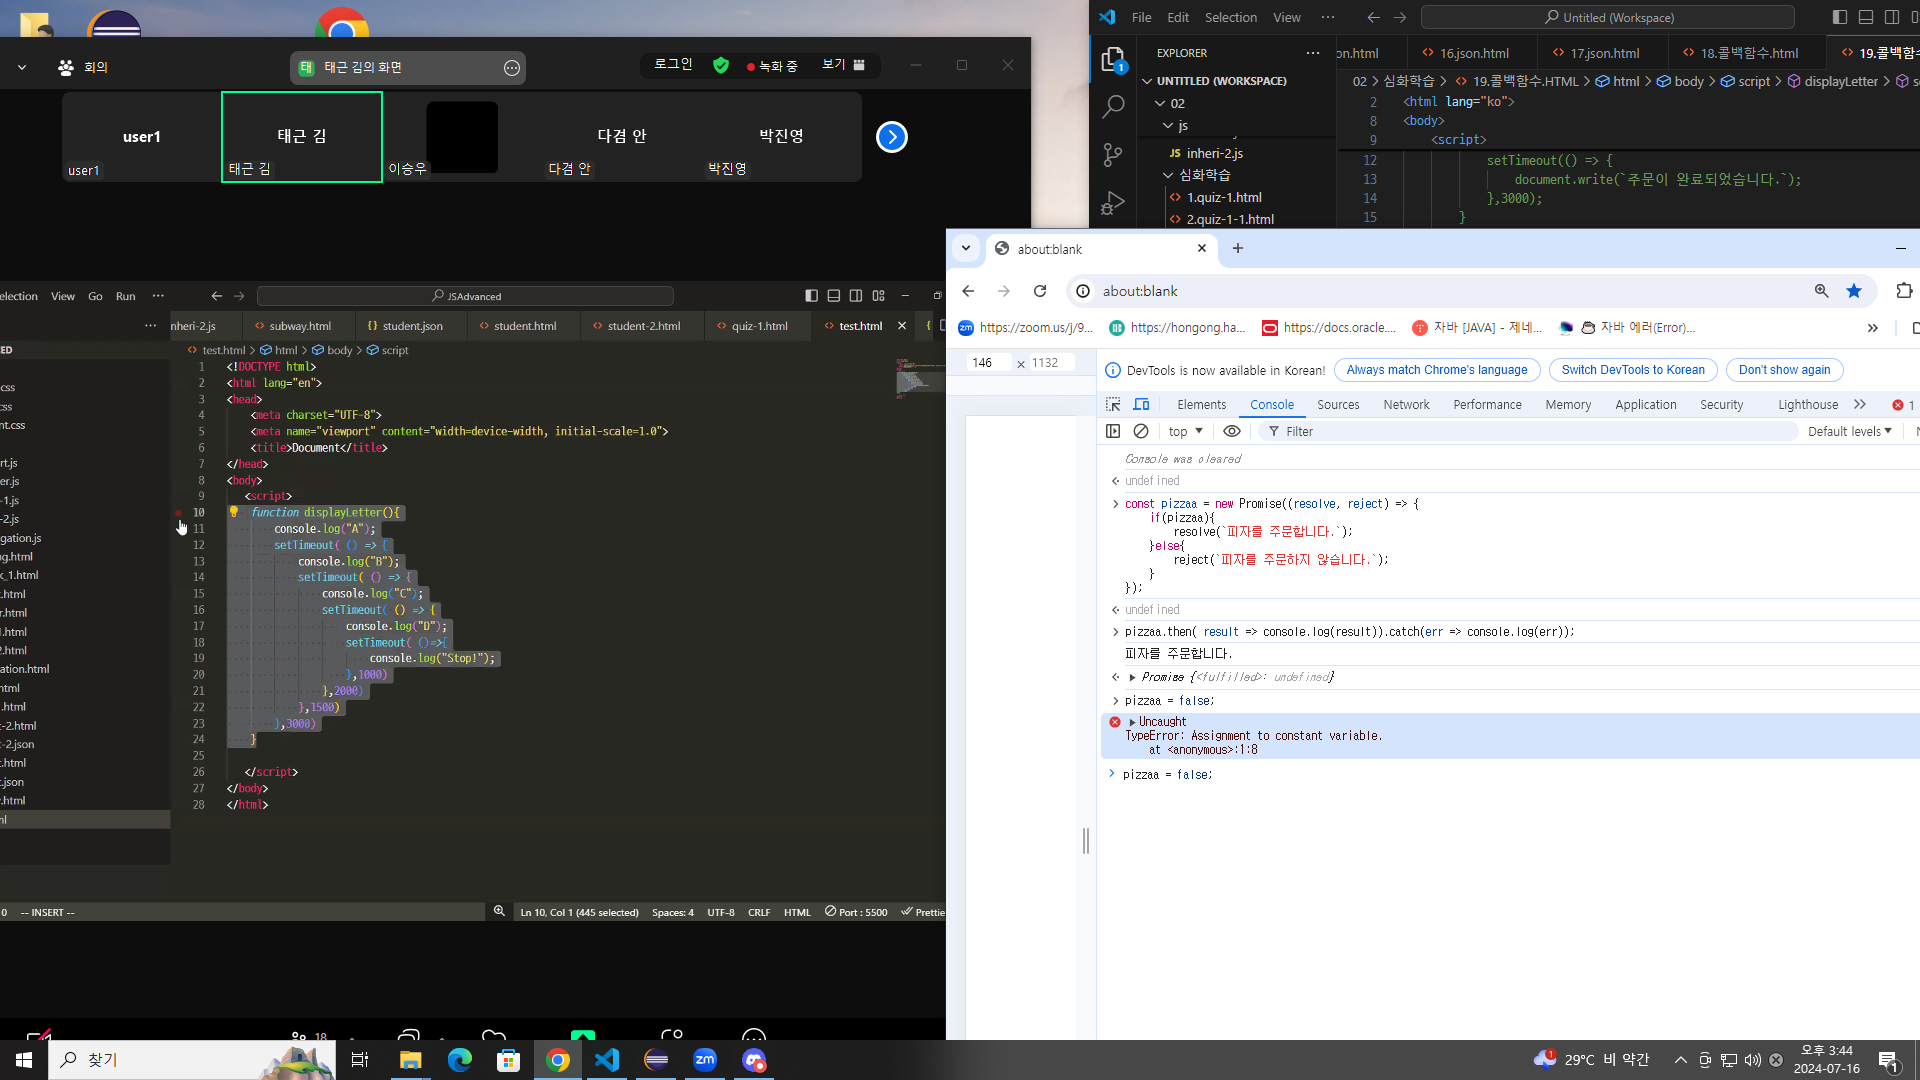 회의
태근 김의 화면
로그인
녹화 중
보기
user1
user1
태근 김
태근 김
이승우
다겸 안
다겸 안
박진영
박진영
election View Go Run ···
JSAdvanced
nheri-2.js
subway.html
student.json
student.html
student-2.html
quiz-1.html
test.html
test.html > html > body > script
1 <!DOCTYPE html>
2 <html lang="en">
3 <head>
4 <meta charset="UTF-8">
5 <meta name="viewport" content="width=device-width, initial-scale=1.0">
6 <title>Document</title>
7 </head>
8 <body>
9 <script>
10 function displayLetter(){
11 console.log("A");
12 setTimeout( () => {
13 console.log("B");
14 setTimeout( () => {
15 console.log("C");
16 setTimeout( () => {
17 console.log("D");
18 setTimeout( ()=>{
19 console.log("Stop!");
20 },1000)
21 },2000)
22 },1500)
23 },3000)
24 }
25
26 </script>
27 </body>
28 </html>
ED
css
css
nt.css
rt.js
er.js
-1.js
-2.js
gation.js
g.html
k_1.html
t.html
r.html
1.html
2.html
ation.html
html
1.html
t-2.html
t-2.json
t.html
t.json
.html
ml
0 -- INSERT --
Ln 10, Col 1 (445 selected)
Spaces: 4
UTF-8
CRLF
HTML
Port : 5500
Prettie
18
File Edit Selection View ···
Untitled (Workspace)
EXPLORER ···
1
UNTITLED (WORKSPACE)
02
js
JS inheri-2.js
심화학습
1.quiz-1.html
2.quiz-1-1.html
on.html
16.json.html
17.json.html
18.콜백함수.html
19.콜백함수
02 > 심화학습 > 19.콜백함수.HTML > html > body > script > displayLetter > s
2 <html lang="ko">
8 <body>
9 <script>
12 setTimeout(() => {
13 document.write(`주문이 완료되었습니다.`);
14 },3000);
15 }
about:blank
about:blank
https://zoom.us/j/9...
https://hongong.ha...
https://docs.oracle....
자바 [JAVA] - 제네...
자바 에러(Error)...
146 × 1132
DevTools is now available in Korean!
Always match Chrome's language
Switch DevTools to Korean
Don't show again
Elements Console Sources Network Performance Memory Application Security Lighthouse
1
top
Filter
Default levels
Console was cleared
undefined
const pizzaa = new Promise((resolve, reject) => {
if(pizzaa){
resolve(`피자를 주문합니다.`);
}else{
reject(`피자를 주문하지 않습니다.`);
}
});
undefined
pizzaa.then( result => console.log(result)).catch(err => console.log(err));
피자를 주문합니다.
Promise {<fulfilled>: undefined}
pizzaa = false;
Uncaught
TypeError: Assignment to constant variable.
at <anonymous>:1:8
pizzaa = false;
찾기
zm
1
29°C 비 약간
오후 3:44
2024-07-16
1